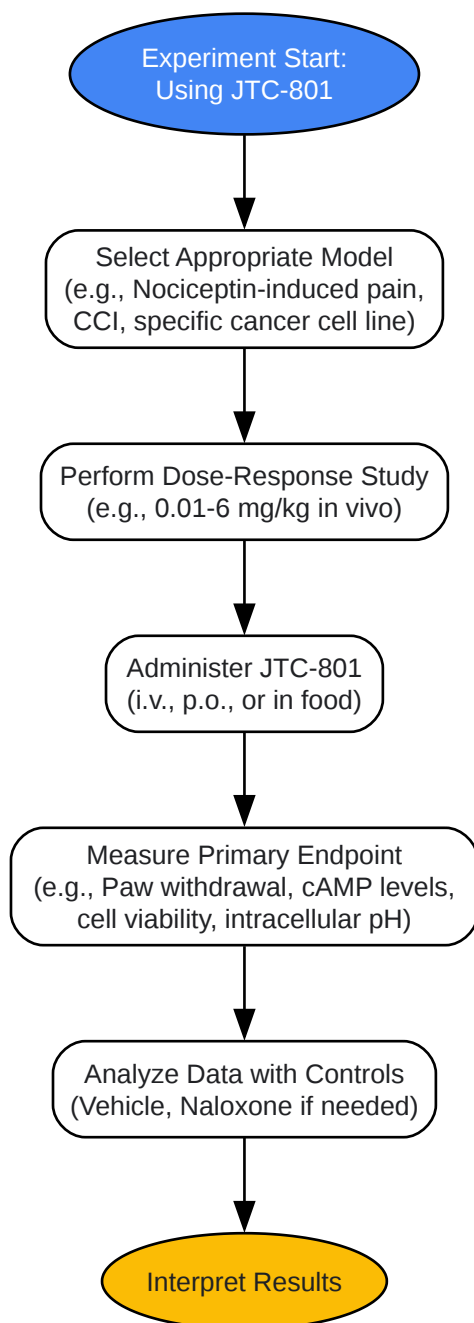 Experiment Start:
Using JTC-801
Select Appropriate Model
(e.g., Nociceptin-induced pain,
CCI, specific cancer cell line)
Perform Dose-Response Study
(e.g., 0.01-6 mg/kg in vivo)
Administer JTC-801
(i.v., p.o., or in food)
Measure Primary Endpoint
(e.g., Paw withdrawal, cAMP levels,
cell viability, intracellular pH)
Analyze Data with Controls
(Vehicle, Naloxone if needed)
Interpret Results